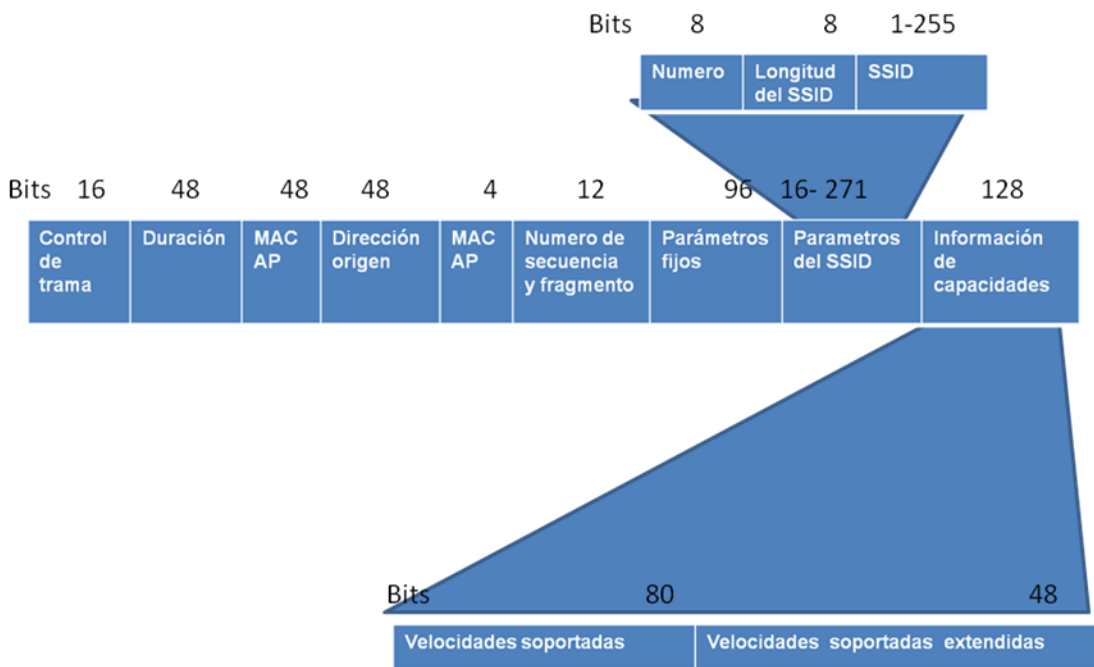 Bits 8 8 1-255
Numero Longitud del SSID SSID
Bits 16 48 48 48 4 12 96 16- 271 128
Control de trama Duración MAC AP Dirección origen MAC AP Numero de secuencia y fragmento Parámetros fijos Parametros del SSID Información de capacidades
Bits 80 48
Velocidades soportadas Velocidades soportadas extendidas